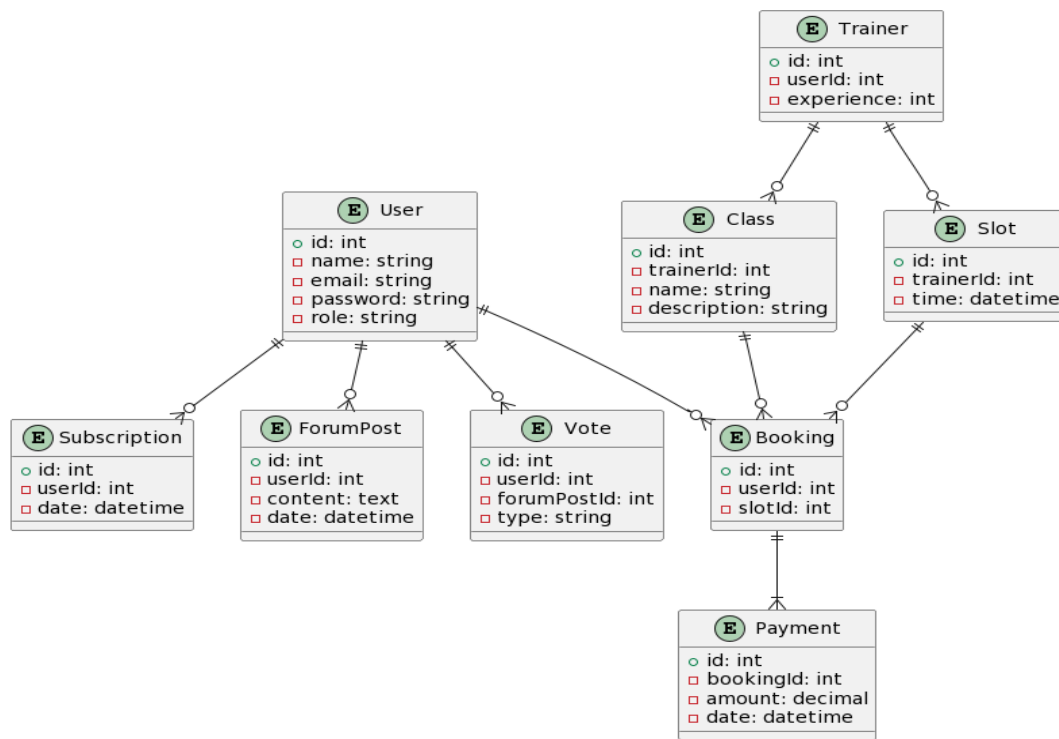 E Trainer
id: int
userId: int
experience: int
E User
id: int
name: string
email: string
password: string
role: string
E Class
id: int
trainerId: int
name: string
description: string
E Slot
id: int
trainerId: int
time: datetime
E Subscription
id: int
userId: int
date: datetime
E ForumPost
id: int
userId: int
content: text
date: datetime
E Vote
id: int
userId: int
forumPostId: int
type: string
E Booking
id: int
userId: int
slotId: int
E Payment
id: int
bookingId: int
amount: decimal
date: datetime